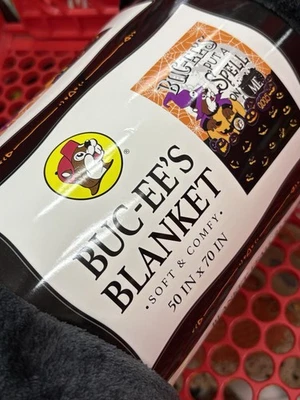 BUC-EE'S
PUT A
SPELL
ON ME
®
BUC-EE'S
BLANKET
• SOFT & COMFY •
50 IN X 70 IN